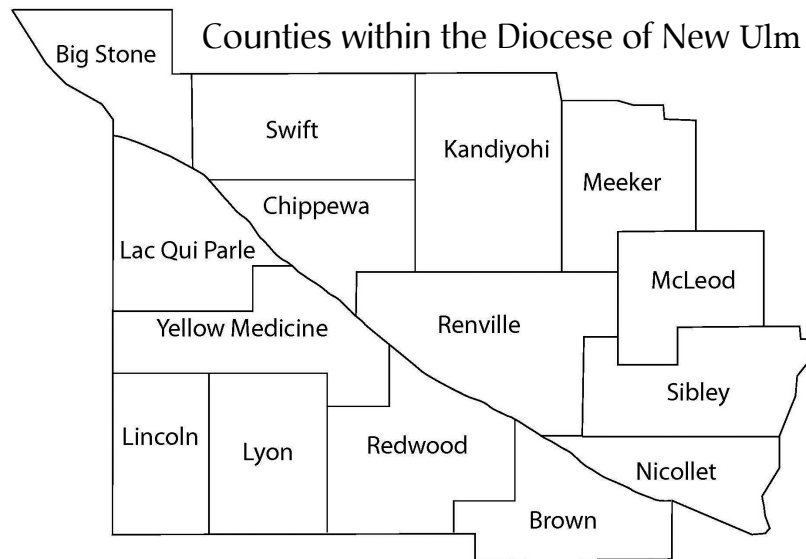 Counties within the Diocese of New Ulm
Big Stone
Swift
Kandiyohi
Meeker
Chippewa
Lac Qui Parle
McLeod
Yellow Medicine
Renville
Sibley
Lincoln
Lyon
Redwood
Nicollet
Brown